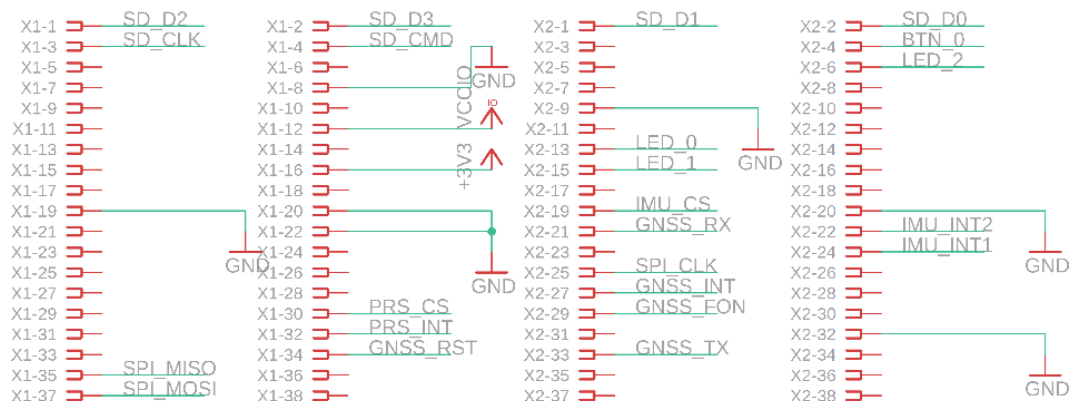 X1-1 SD_D2
X1-3 SD_CLK
X1-5
X1-7
X1-9
X1-11
X1-13
X1-15
X1-17
X1-19
X1-21
X1-23
GND
X1-25
X1-27
X1-29
X1-31
X1-33
X1-35 SPI_MISO
X1-37 SPI_MOSI
X1-2 SD_D3
X1-4 SD_CMD
X1-6
GND
X1-8
X1-10
IO
VCCIO
X1-12
X1-14
+3V3
X1-16
X1-18
X1-20
X1-22
X1-24
X1-26
GND
X1-28
X1-30 PRS_CS
X1-32 PRS_INT
X1-34 GNSS_RST
X1-36
X1-38
X2-1 SD_D1
X2-3
X2-5
X2-7
X2-9
X2-11
X2-13 LED_0
GND
X2-15 LED_1
X2-17
X2-19 IMU_CS
X2-21 GNSS_RX
X2-23
X2-25 SPI_CLK
X2-27 GNSS_INT
X2-29 GNSS_FON
X2-31
X2-33 GNSS_TX
X2-35
X2-37
X2-2 SD_D0
X2-4 BTN_0
X2-6 LED_2
X2-8
X2-10
X2-12
X2-14
X2-16
X2-18
X2-20
X2-22 IMU_INT2
X2-24 IMU_INT1
GND
X2-26
X2-28
X2-30
X2-32
X2-34
X2-36
GND
X2-38